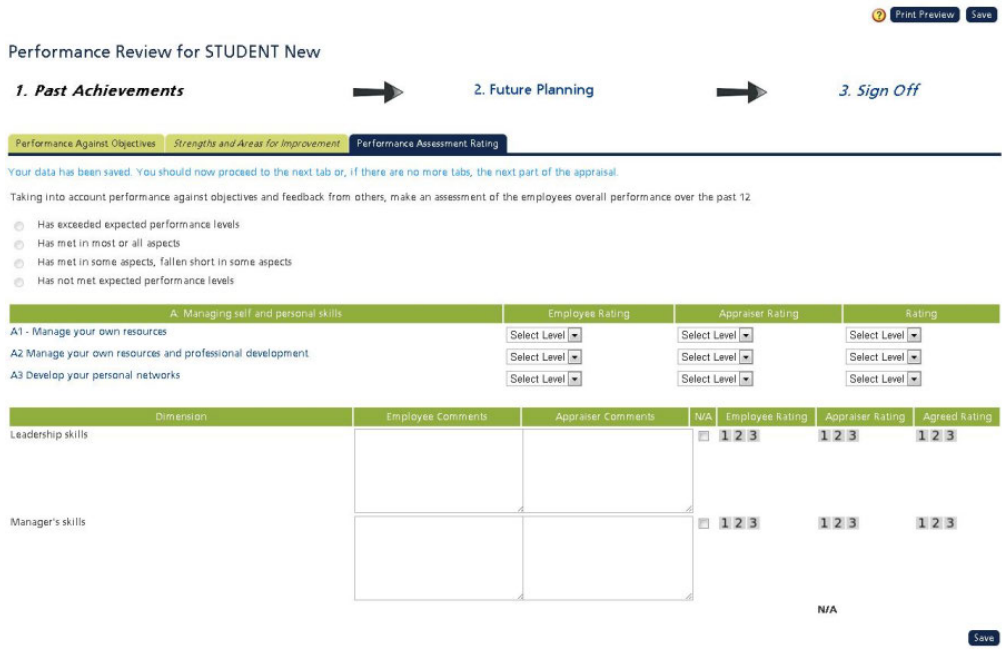 ? Print Preview Save
Performance Review for STUDENT New
1. Past Achievements 2. Future Planning 3. Sign Off
Performance Against Objectives Strengths and Areas for Improvement Performance Assessment Rating
Your data has been saved. You should now proceed to the next tab or, if there are no more tabs, the next part of the appraisal.
Taking into account performance against objectives and feedback from others, make an assessment of the employees overall performance over the past 12
Has exceeded expected performance levels
Has met in most or all aspects
Has met in some aspects, fallen short in some aspects
Has not met expected performance levels
A. Managing self and personal skills Employee Rating Appraiser Rating Rating
A1 - Manage your own resources Select Level Select Level Select Level
A2 Manage your own resources and professional development Select Level Select Level Select Level
A3 Develop your personal networks Select Level Select Level Select Level
Dimension Employee Comments Appraiser Comments N/A Employee Rating Appraiser Rating Agreed Rating
Leadership skills 1 2 3 1 2 3 1 2 3
Manager's skills 1 2 3 1 2 3 1 2 3
N/A
Save